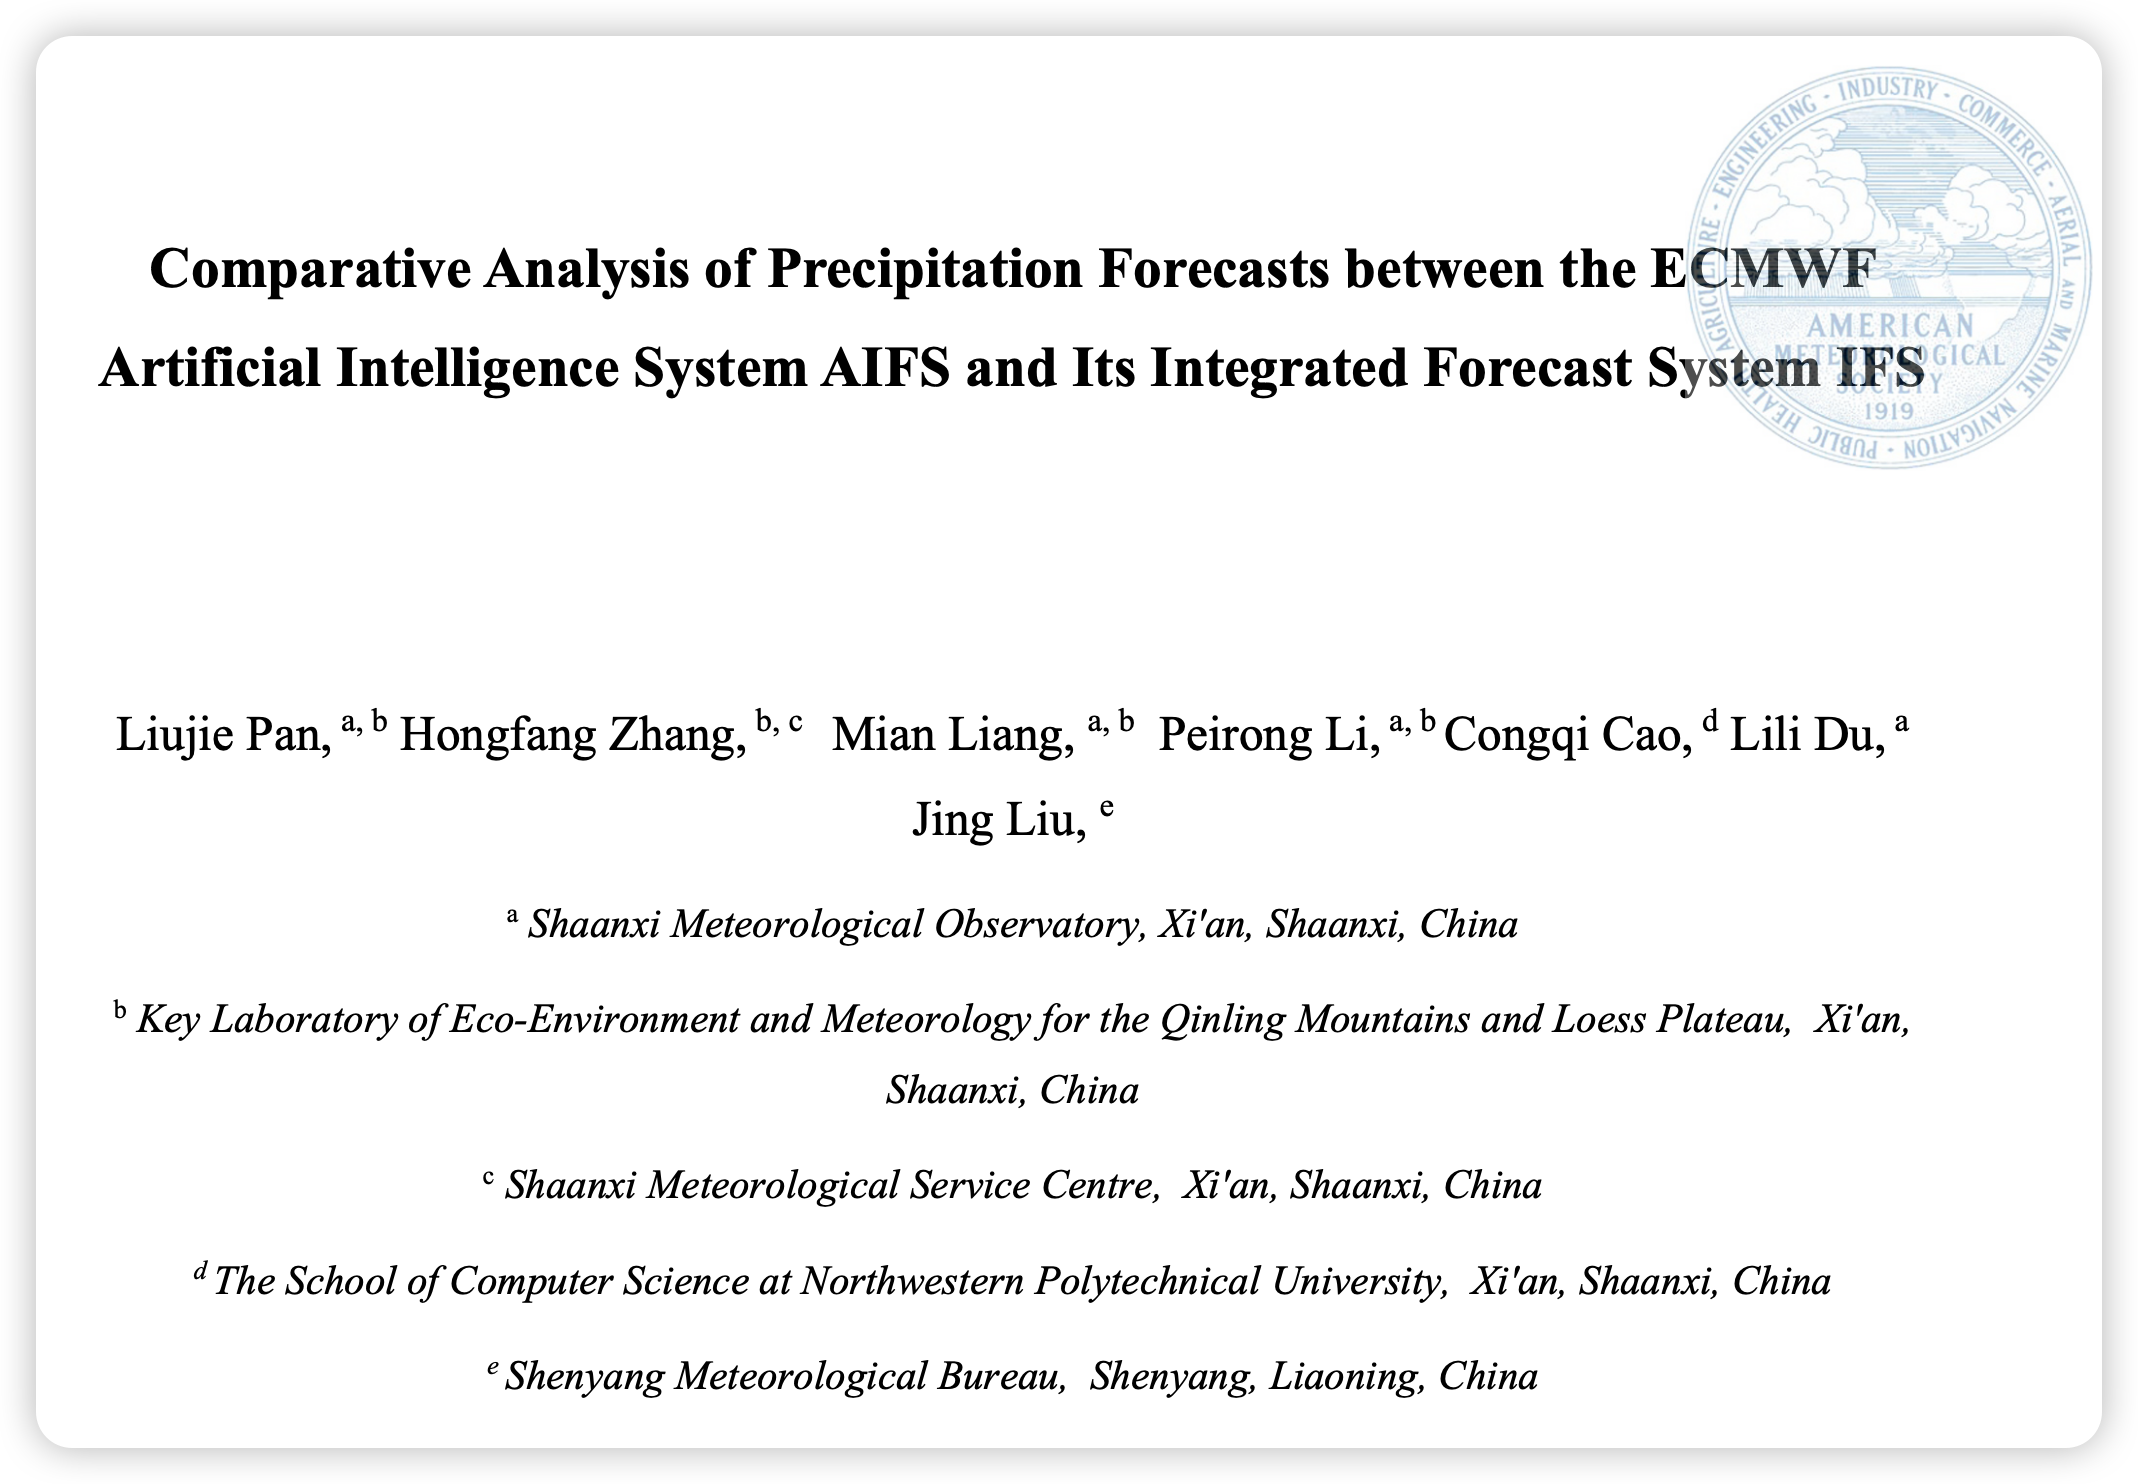 Comparative Analysis of Precipitation Forecasts between the ECMWF
Artificial Intelligence System AIFS and Its Integrated Forecast System IFS
AGRICULTURE · ENGINEERING · INDUSTRY · COMMERCE · AERIAL AND MARINE NAVIGATION · PUBLIC HEALTH
AMERICAN
METEOROLOGICAL
SOCIETY
1919
Liujie Pan, a, b Hongfang Zhang, b, c Mian Liang, a, b Peirong Li, a, b Congqi Cao, d Lili Du, a
Jing Liu, e
a Shaanxi Meteorological Observatory, Xi'an, Shaanxi, China
b Key Laboratory of Eco-Environment and Meteorology for the Qinling Mountains and Loess Plateau, Xi'an,
Shaanxi, China
c Shaanxi Meteorological Service Centre, Xi'an, Shaanxi, China
d The School of Computer Science at Northwestern Polytechnical University, Xi'an, Shaanxi, China
e Shenyang Meteorological Bureau, Shenyang, Liaoning, China